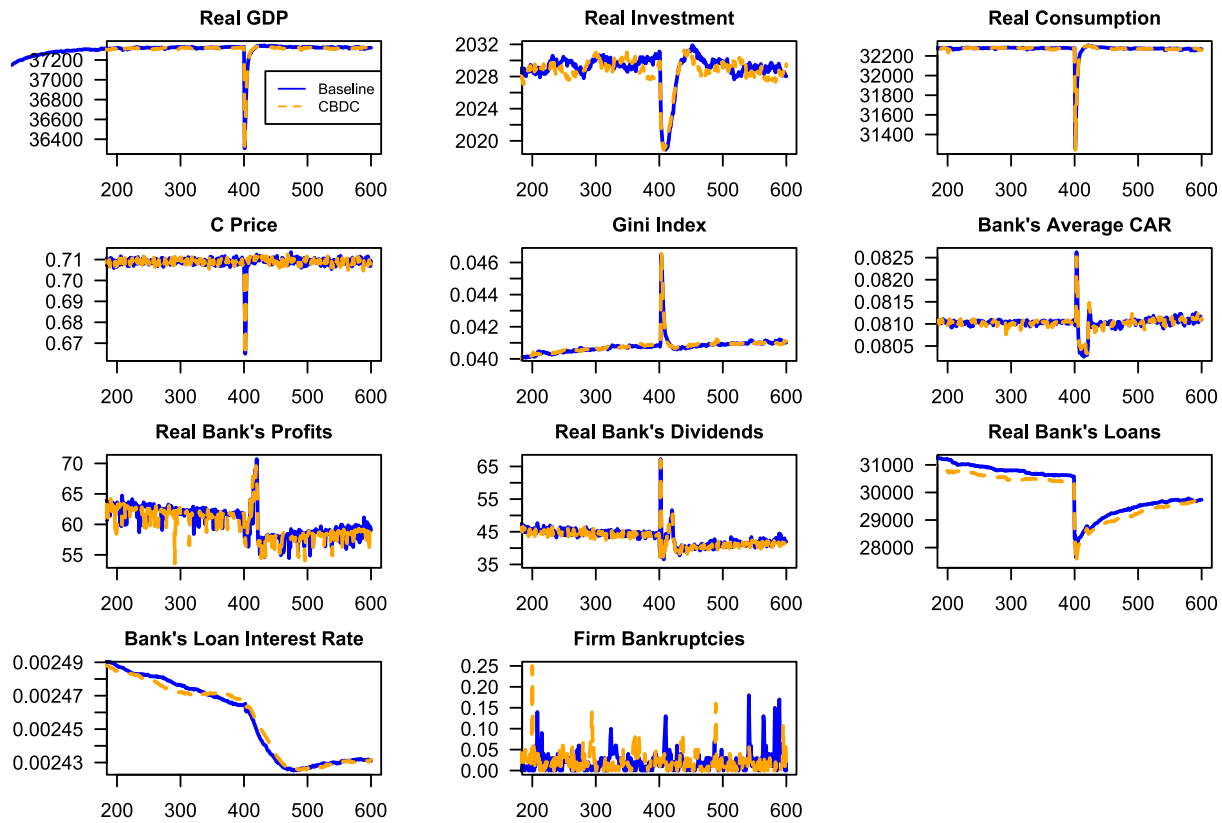 Real GDP
37200
37000
36800
36600
36400
Baseline
CBDC
200 300 400 500 600
Real Investment
2032
2028
2024
2020
200 300 400 500 600
Real Consumption
32200
32000
31800
31600
31400
200 300 400 500 600
C Price
0.71
0.70
0.69
0.68
0.67
200 300 400 500 600
Gini Index
0.046
0.044
0.042
0.040
200 300 400 500 600
Bank's Average CAR
0.0825
0.0815
0.0810
0.0805
200 300 400 500 600
Real Bank's Profits
70
65
60
55
200 300 400 500 600
Real Bank's Dividends
65
55
45
35
200 300 400 500 600
Real Bank's Loans
31000
30000
29000
28000
200 300 400 500 600
Bank's Loan Interest Rate
0.00249
0.00247
0.00245
0.00243
200 300 400 500 600
Firm Bankruptcies
0.25
0.20
0.15
0.10
0.05
0.00
200 300 400 500 600